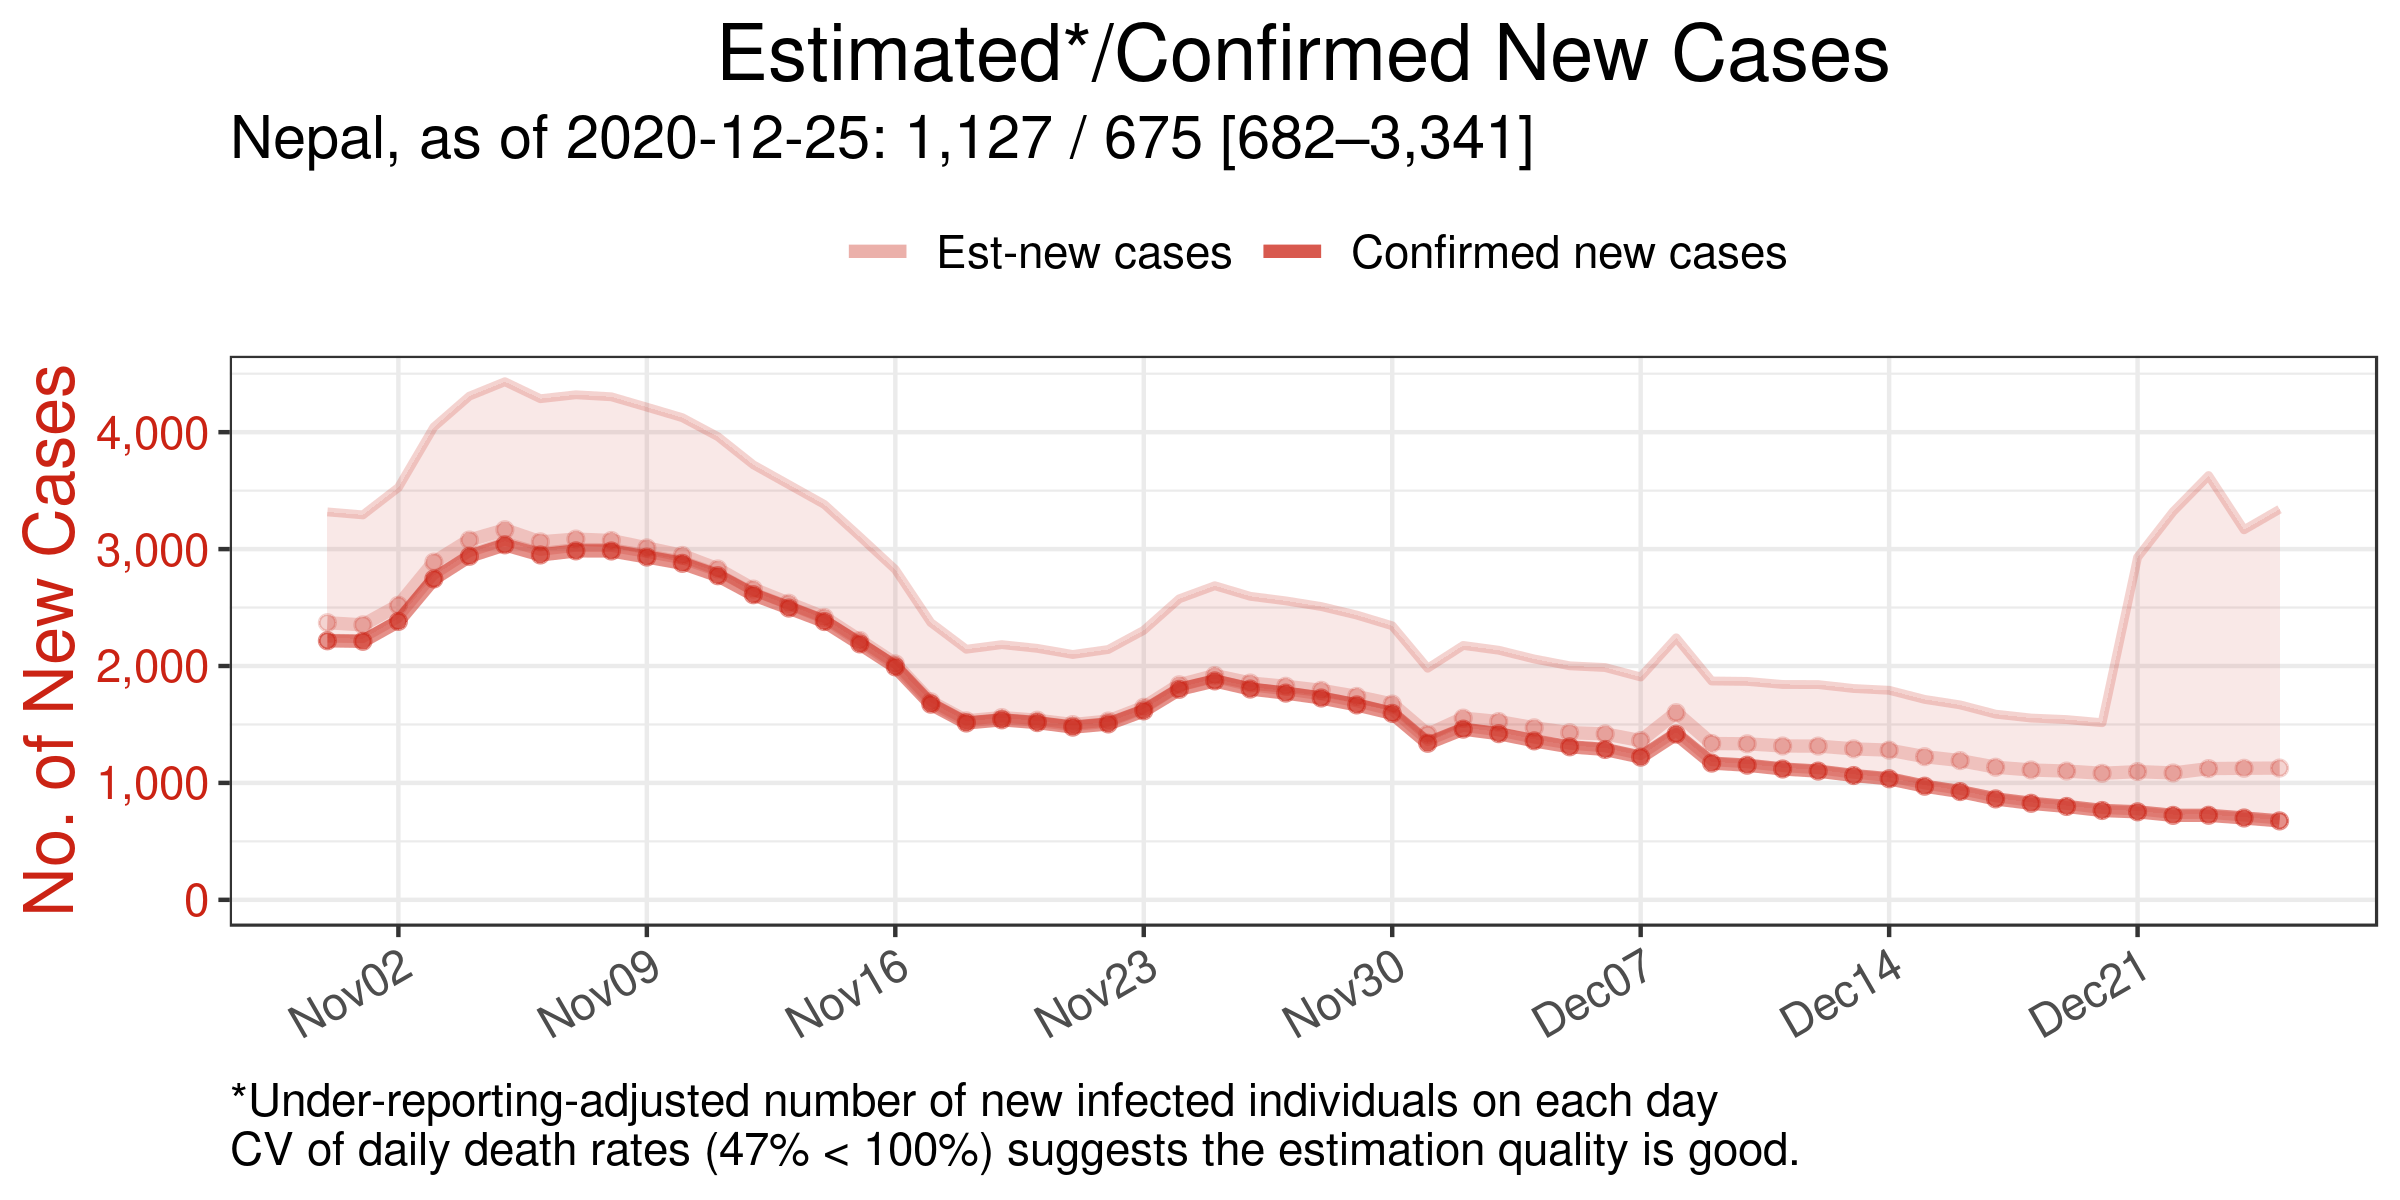 Estimated*/Confirmed New Cases
Nepal, as of 2020-12-25: 1,127 / 675 [682–3,341]
Est-new cases
Confirmed new cases
No. of New Cases
4,000
3,000
2,000
1,000
0
Nov02
Nov09
Nov16
Nov23
Nov30
Dec07
Dec14
Dec21
*Under-reporting-adjusted number of new infected individuals on each day
CV of daily death rates (47% < 100%) suggests the estimation quality is good.